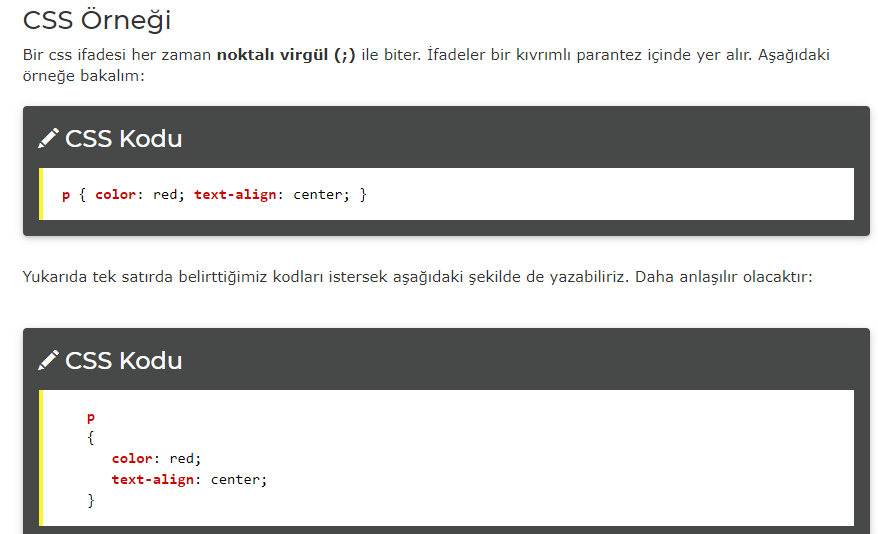 CSS Örneği
Bir css ifadesi her zaman noktalı virgül (;) ile biter. İfadeler bir kıvrımlı parantez içinde yer alır. Aşağıdaki
örneğe bakalım:
CSS Kodu
p { color: red; text-align: center; }
Yukarıda tek satırda belirttiğimiz kodları istersek aşağıdaki şekilde de yazabiliriz. Daha anlaşılır olacaktır:
CSS Kodu
p
{
color: red;
text-align: center;
}